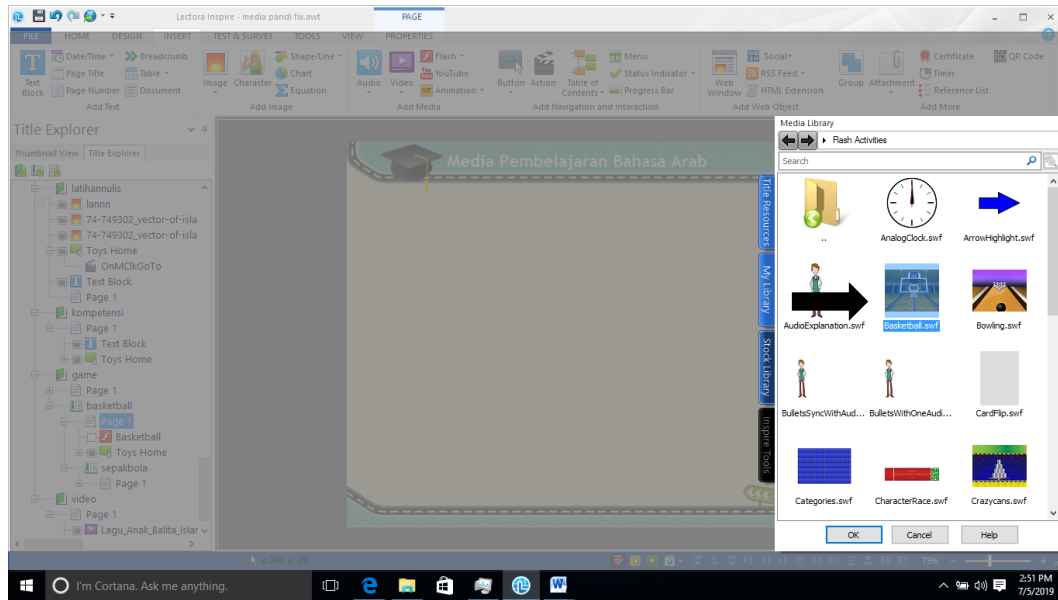 Lectora Inspire - media pandi fix.awt
PAGE
FILE HOME DESIGN INSERT TEST & SURVEY TOOLS VIEW PROPERTIES
Text Block
Date/Time
Page Title
Page Number
Breadcrumb
Table
Document
Add Text
Image
Character
Shape/Line
Chart
Equation
Add Image
Audio
Video
Flash
YouTube
Animation
Add Media
Button
Action
Table of Contents
Menu
Status Indicator
Progress Bar
Add Navigation and Interaction
Web Window
Social
RSS Feed
HTML Extension
Add Web Object
Group
Attachment
Certificate
Timer
Reference List
QR Code
Add More
Title Explorer
Thumbnail View Title Explorer
latihannulis
lannn
74-749302_vector-of-isla
74-749302_vector-of-isla
Toys Home
OnMClkGoTo
Text Block
Page 1
kompetensi
Page 1
Text Block
Toys Home
game
Page 1
basketball
Page 1
Basketball
Toys Home
sepakbola
Page 1
video
Page 1
Lagu_Anak_Balita_Islar
Media Pembelajaran Bahasa Arab
Title Resources
My Library
Stock Library
Inspire Tools
Media Library
Flash Activities
Search
..
AnalogClock.swf
ArrowHighlight.swf
AudioExplanation.swf
Basketball.swf
Bowling.swf
BulletsSyncWithAud...
BulletsWithOneAudi...
CardFlip.swf
Categories.swf
CharacterRace.swf
Crazycans.swf
OK Cancel Help
75%
I'm Cortana. Ask me anything.
2:51 PM
7/5/2019